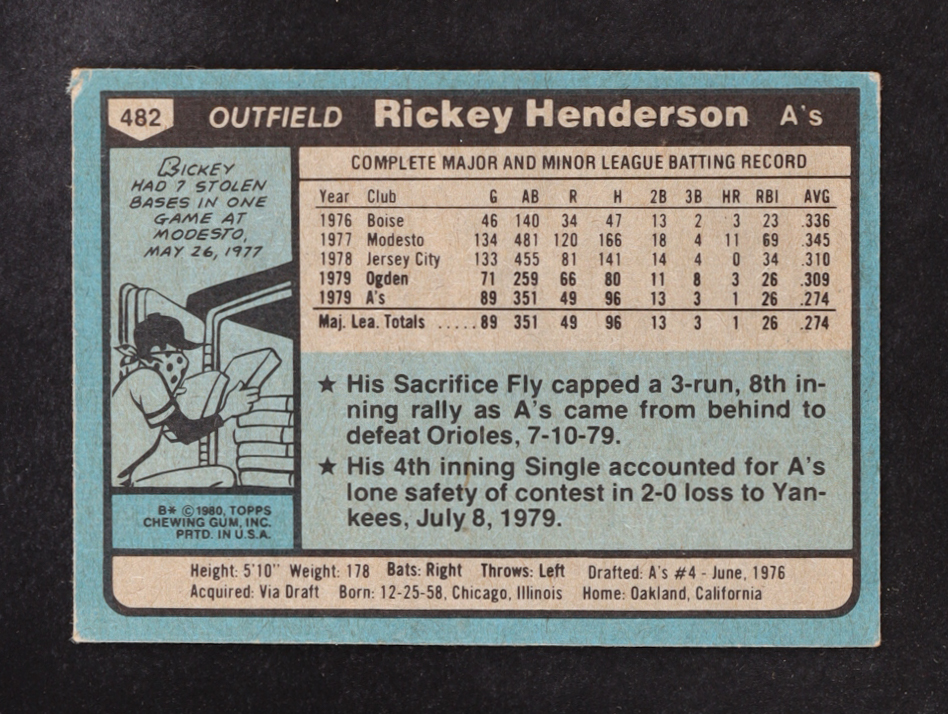 482 OUTFIELD Rickey Henderson A's
RICKEY
HAD 7 STOLEN
BASES IN ONE
GAME AT
MODESTO,
MAY 26, 1977
B* © 1980, TOPPS
CHEWING GUM, INC.
PRTD. IN U.S.A.
COMPLETE MAJOR AND MINOR LEAGUE BATTING RECORD
Year Club G AB R H 2B 3B HR RBI AVG
1976 Boise 46 140 34 47 13 2 3 23 .336
1977 Modesto 134 481 120 166 18 4 11 69 .345
1978 Jersey City 133 455 81 141 14 4 0 34 .310
1979 Ogden 71 259 66 80 11 8 3 26 .309
1979 A's 89 351 49 96 13 3 1 26 .274
Maj. Lea. Totals ..... 89 351 49 96 13 3 1 26 .274
★ His Sacrifice Fly capped a 3-run, 8th in-
ning rally as A's came from behind to
defeat Orioles, 7-10-79.
★ His 4th inning Single accounted for A's
lone safety of contest in 2-0 loss to Yan-
kees, July 8, 1979.
Height: 5'10" Weight: 178 Bats: Right Throws: Left Drafted: A's #4 - June, 1976
Acquired: Via Draft Born: 12-25-58, Chicago, Illinois Home: Oakland, California